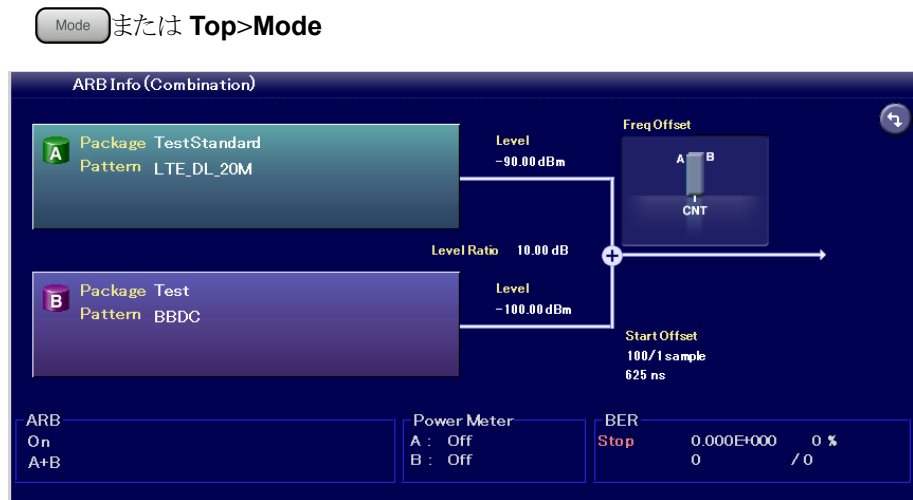 Mode または Top>Mode
ARB Info (Combination)
A
Package TestStandard
Pattern LTE_DL_20M
Level
-90.00 dBm
Freq Offset
A B
CNT
Level Ratio 10.00 dB
B
Package Test
Pattern BBDC
Level
-100.00 dBm
Start Offset
100/1 sample
625 ns
ARB
On
A+B
Power Meter
A : Off
B : Off
BER
Stop 0.000E+000 0 %
0 / 0